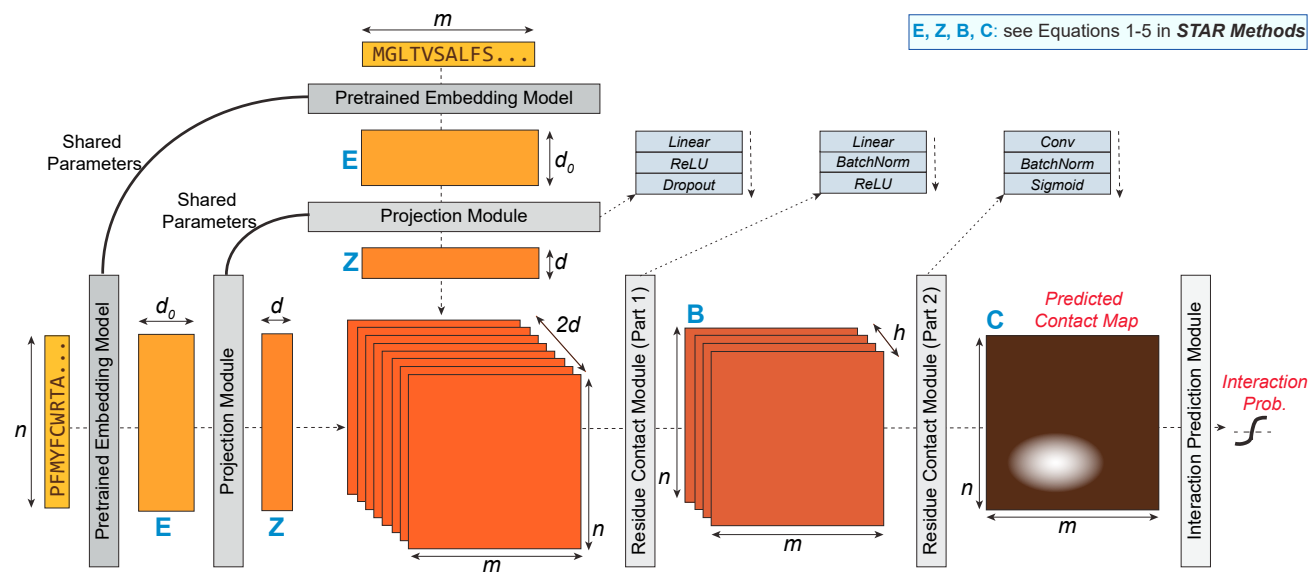 m
E, Z, B, C: see Equations 1-5 in STAR Methods
MGLTVSALFS...
Pretrained Embedding Model
Shared
Parameters
E
d₀
Linear
ReLU
Dropout
Linear
BatchNorm
ReLU
Conv
BatchNorm
Sigmoid
Shared
Parameters
Projection Module
Z
d
n
PFMYFCWRTA...
Pretrained Embedding Model
d₀
E
Projection Module
d
Z
2d
n
m
Residue Contact Module (Part 1)
B
h
n
m
Residue Contact Module (Part 2)
C
Predicted
Contact Map
n
m
Interaction Prediction Module
Interaction
Prob.